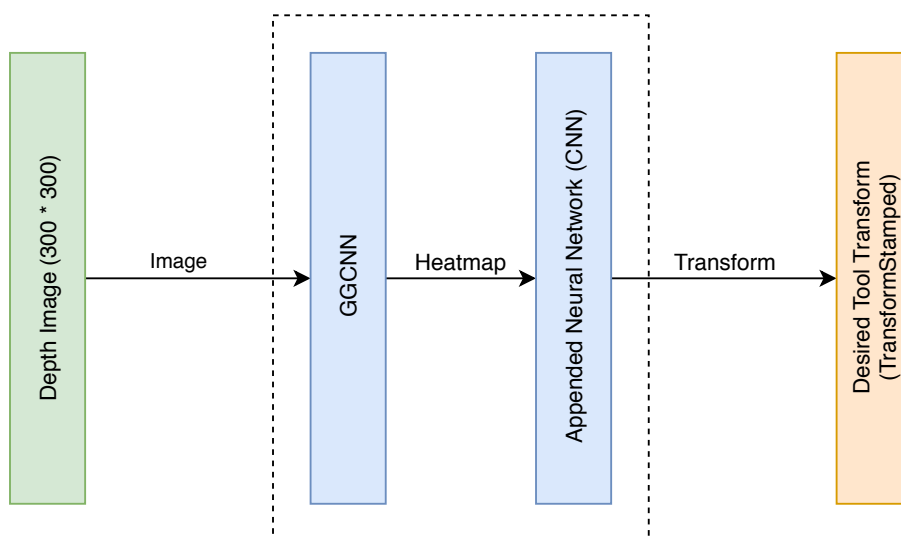 Depth Image (300 * 300)
Image
GGCNN
Heatmap
Appended Neural Network (CNN)
Transform
Desired Tool Transform
(TransformStamped)